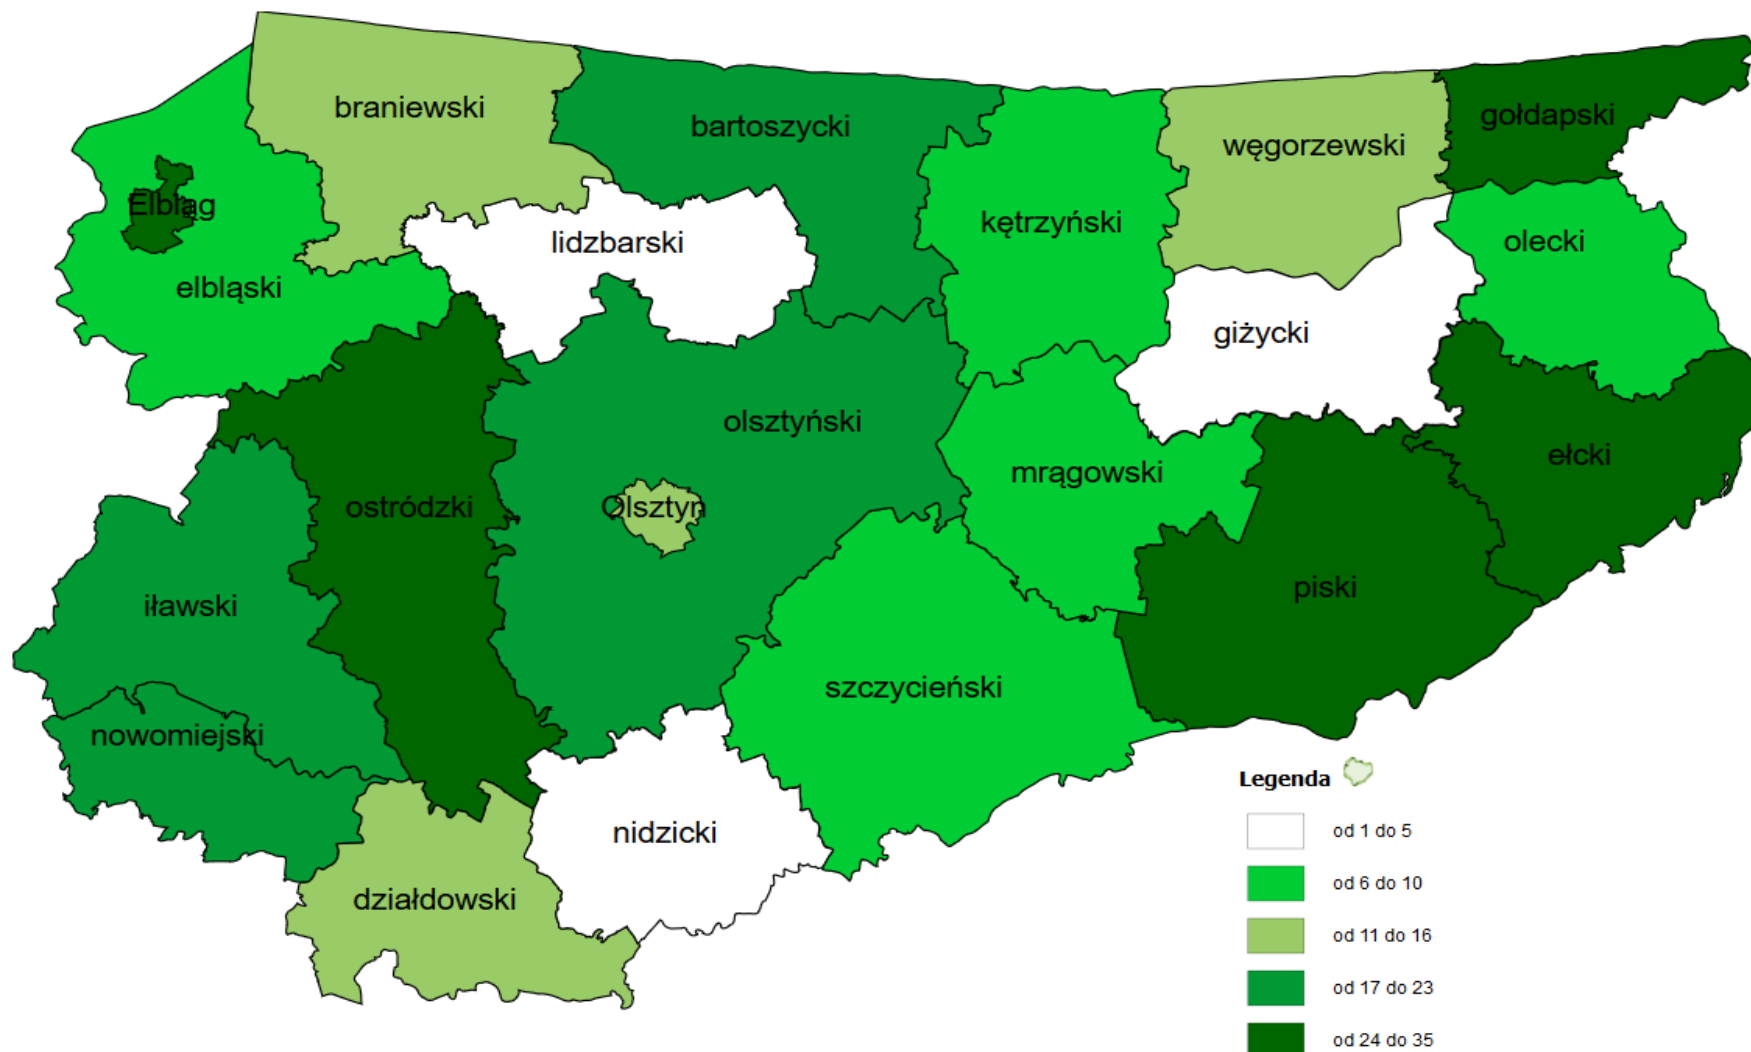 braniewski
bartoszycki
gołdapski
węgorzewski
Elbląg
kętrzyński
lidzbarski
olecki
elbląski
giżycki
olsztyński
ełcki
mrągowski
ostródzki
Olsztyn
piski
iławski
szczycieński
nowomiejski
nidzicki
działdowski
Legenda
od 1 do 5
od 6 do 10
od 11 do 16
od 17 do 23
od 24 do 35